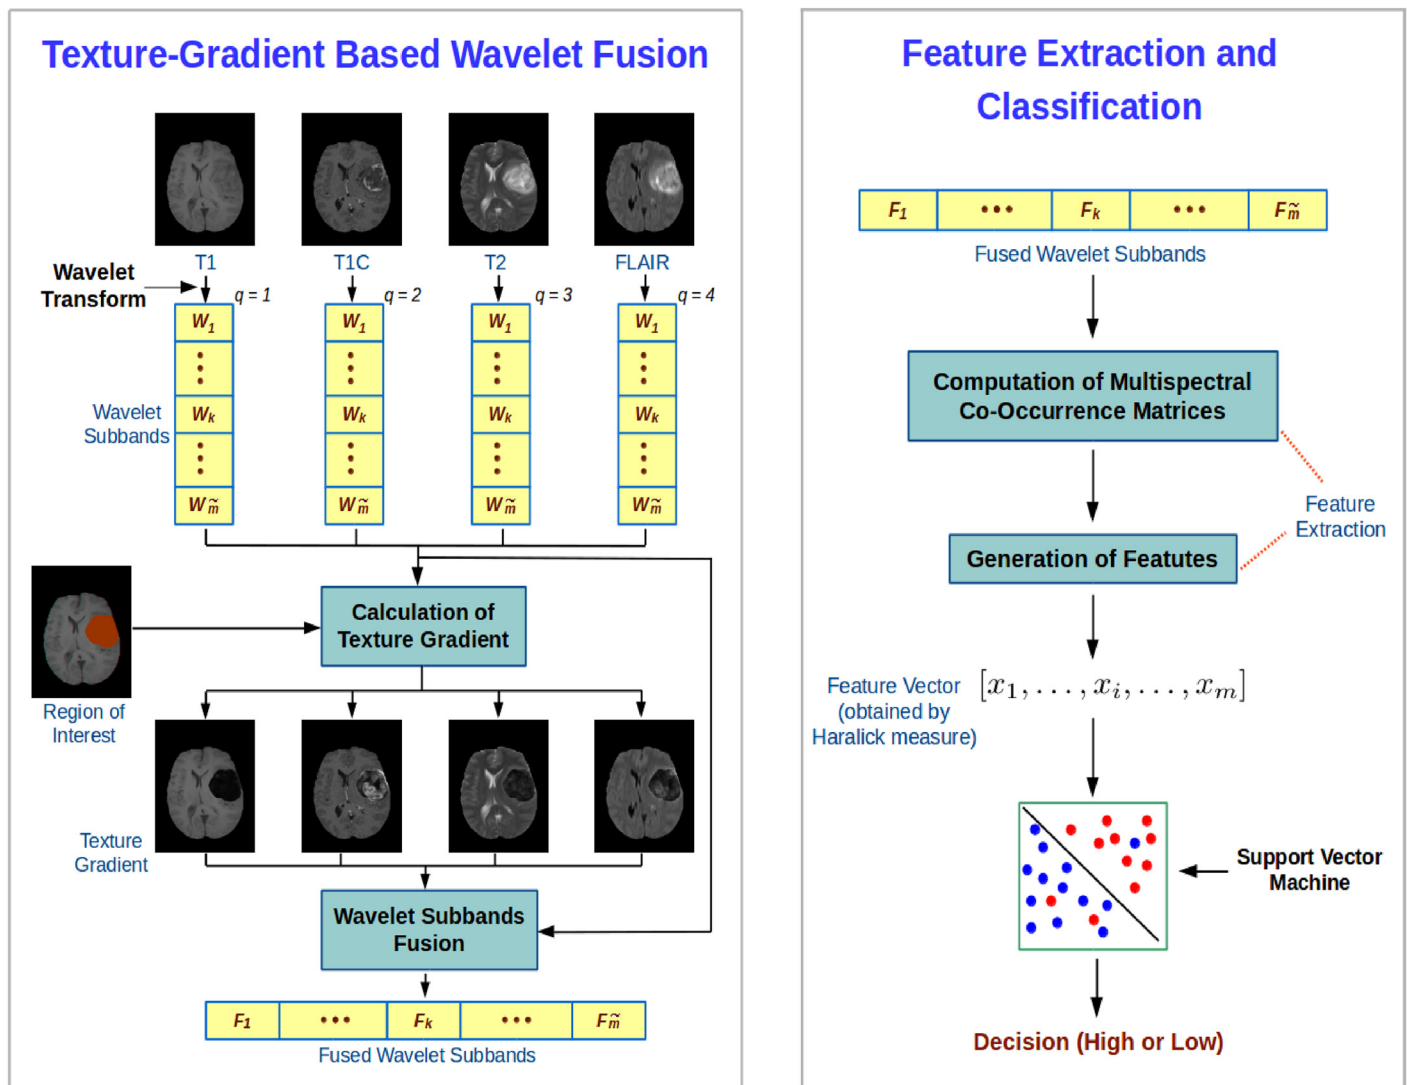 Texture-Gradient Based Wavelet Fusion
T1
T1C
T2
FLAIR
Wavelet
Transform
q = 1
q = 2
q = 3
q = 4
W1
W1
W1
W1
Wavelet
Subbands
Wk
Wk
Wk
Wk
Wm̃
Wm̃
Wm̃
Wm̃
Calculation of
Texture Gradient
Region of
Interest
Texture
Gradient
Wavelet Subbands
Fusion
F1 ••• Fk ••• Fm̃
Fused Wavelet Subbands
Feature Extraction and
Classification
F1 ••• Fk ••• Fm̃
Fused Wavelet Subbands
Computation of Multispectral
Co-Occurrence Matrices
Feature
Extraction
Generation of Featutes
Feature Vector
(obtained by
Haralick measure)
[x1, . . . , xi, . . . , xm]
Support Vector
Machine
Decision (High or Low)